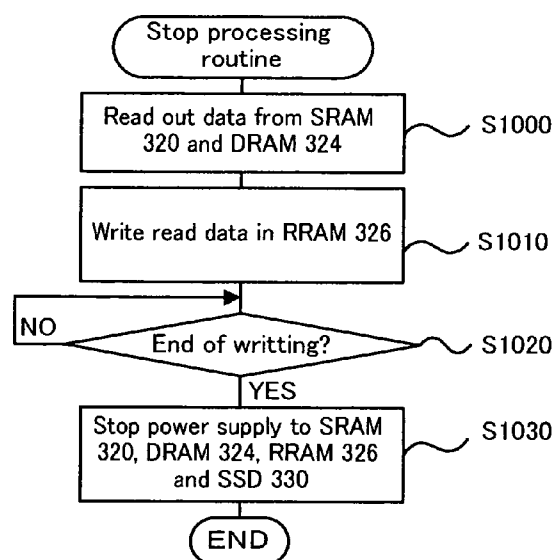 Stop processing
routine
Read out data from SRAM
320 and DRAM 324
S1000
Write read data in RRAM 326
S1010
NO
End of writting?
S1020
YES
Stop power supply to SRAM
320, DRAM 324, RRAM 326
and SSD 330
S1030
END